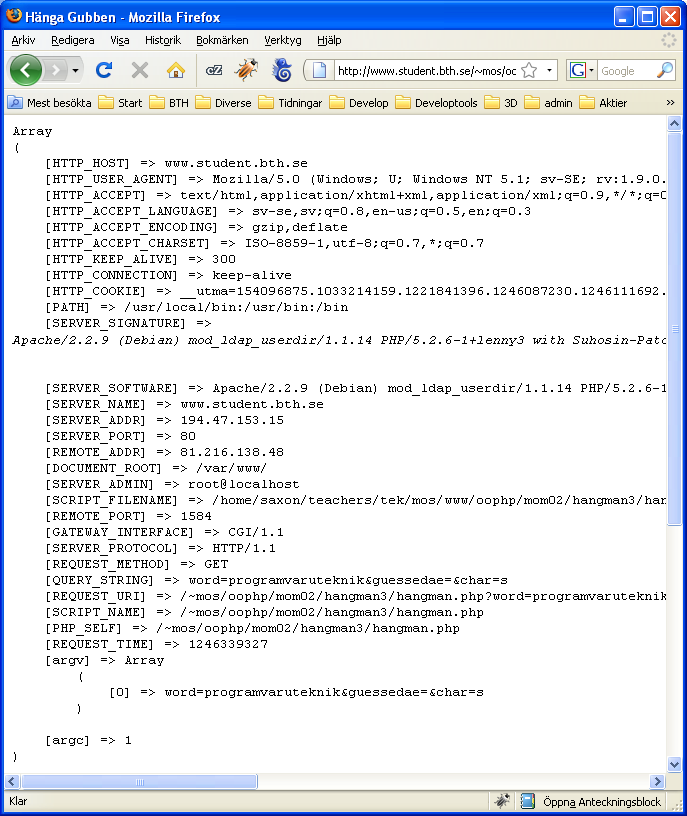 Hänga Gubben - Mozilla Firefox
Arkiv Redigera Visa Historik Bokmärken Verktyg Hjälp
http://www.student.bth.se/~mos/oc Google
Mest besökta Start BTH Diverse Tidningar Develop Developtools 3D admin Aktier »
Array
(
[HTTP_HOST] => www.student.bth.se
[HTTP_USER_AGENT] => Mozilla/5.0 (Windows; U; Windows NT 5.1; sv-SE; rv:1.9.0.
[HTTP_ACCEPT] => text/html,application/xhtml+xml,application/xml;q=0.9,*/*;q=0
[HTTP_ACCEPT_LANGUAGE] => sv-se,sv;q=0.8,en-us;q=0.5,en;q=0.3
[HTTP_ACCEPT_ENCODING] => gzip,deflate
[HTTP_ACCEPT_CHARSET] => ISO-8859-1,utf-8;q=0.7,*;q=0.7
[HTTP_KEEP_ALIVE] => 300
[HTTP_CONNECTION] => keep-alive
[HTTP_COOKIE] => __utma=154096875.1033214159.1221841396.1246087230.1246111692.
[PATH] => /usr/local/bin:/usr/bin:/bin
[SERVER_SIGNATURE] =>
Apache/2.2.9 (Debian) mod_ldap_userdir/1.1.14 PHP/5.2.6-1+lenny3 with Suhosin-Patc
[SERVER_SOFTWARE] => Apache/2.2.9 (Debian) mod_ldap_userdir/1.1.14 PHP/5.2.6-1
[SERVER_NAME] => www.student.bth.se
[SERVER_ADDR] => 194.47.153.15
[SERVER_PORT] => 80
[REMOTE_ADDR] => 81.216.138.48
[DOCUMENT_ROOT] => /var/www/
[SERVER_ADMIN] => root@localhost
[SCRIPT_FILENAME] => /home/saxon/teachers/tek/mos/www/oophp/mom02/hangman3/han
[REMOTE_PORT] => 1584
[GATEWAY_INTERFACE] => CGI/1.1
[SERVER_PROTOCOL] => HTTP/1.1
[REQUEST_METHOD] => GET
[QUERY_STRING] => word=programvaruteknik&guessedae=&char=s
[REQUEST_URI] => /~mos/oophp/mom02/hangman3/hangman.php?word=programvaruteknik
[SCRIPT_NAME] => /~mos/oophp/mom02/hangman3/hangman.php
[PHP_SELF] => /~mos/oophp/mom02/hangman3/hangman.php
[REQUEST_TIME] => 1246339327
[argv] => Array
(
[0] => word=programvaruteknik&guessedae=&char=s
)
[argc] => 1
)
Klar Öppna Anteckningsblock